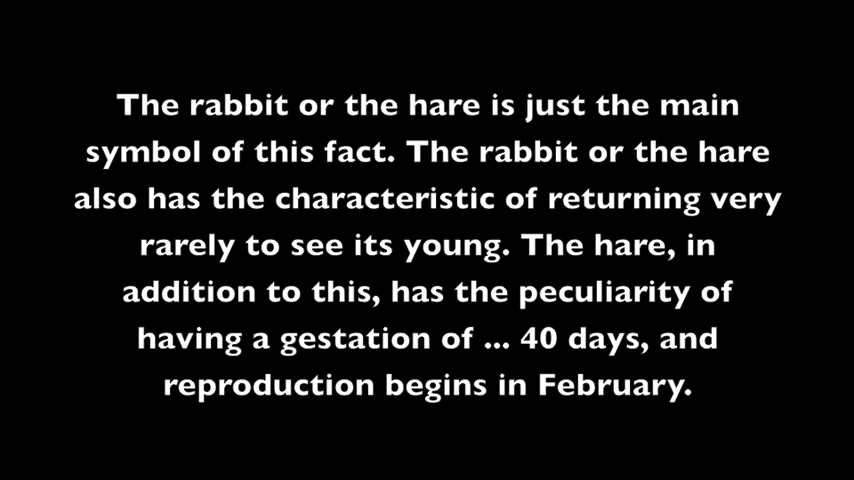 The rabbit or the hare is just the main
symbol of this fact. The rabbit or the hare
also has the characteristic of returning very
rarely to see its young. The hare, in
addition to this, has the peculiarity of
having a gestation of ... 40 days, and
reproduction begins in February.